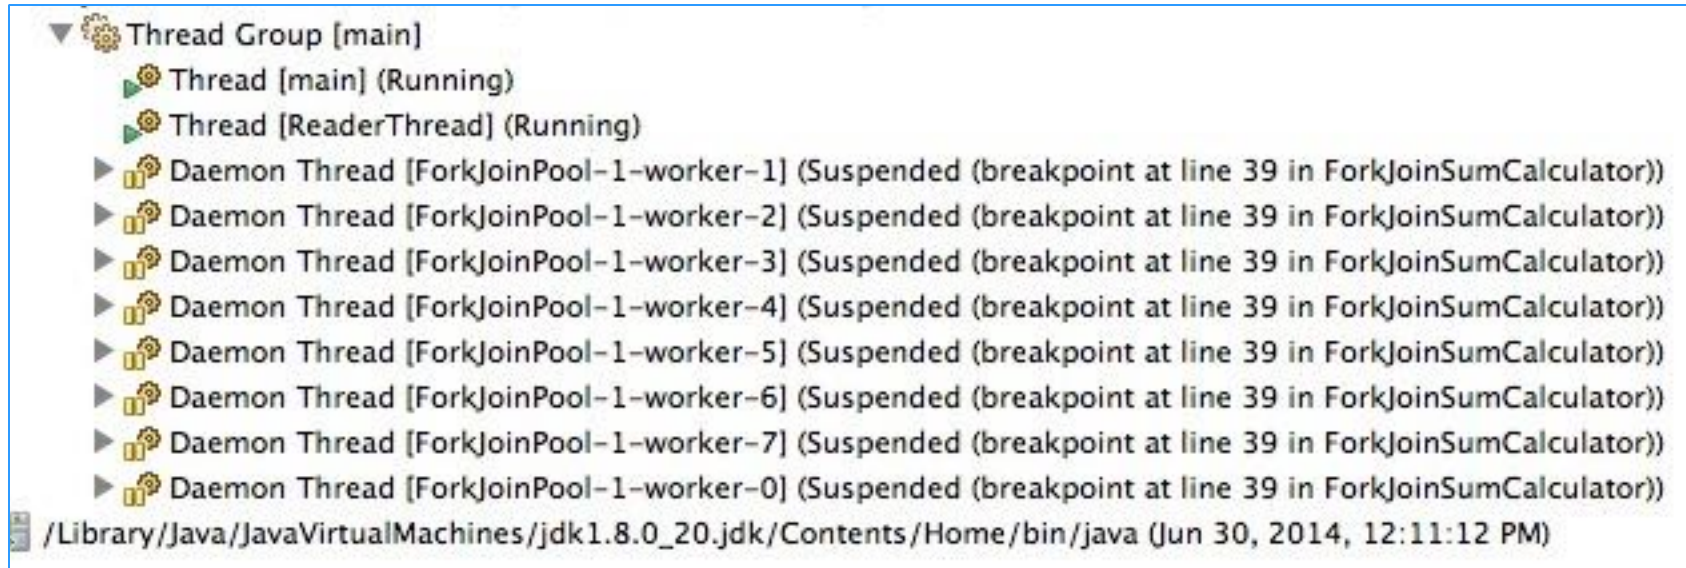 Thread Group [main]
Thread [main] (Running)
Thread [ReaderThread] (Running)
Daemon Thread [ForkJoinPool-1-worker-1] (Suspended (breakpoint at line 39 in ForkJoinSumCalculator))
Daemon Thread [ForkJoinPool-1-worker-2] (Suspended (breakpoint at line 39 in ForkJoinSumCalculator))
Daemon Thread [ForkJoinPool-1-worker-3] (Suspended (breakpoint at line 39 in ForkJoinSumCalculator))
Daemon Thread [ForkJoinPool-1-worker-4] (Suspended (breakpoint at line 39 in ForkJoinSumCalculator))
Daemon Thread [ForkJoinPool-1-worker-5] (Suspended (breakpoint at line 39 in ForkJoinSumCalculator))
Daemon Thread [ForkJoinPool-1-worker-6] (Suspended (breakpoint at line 39 in ForkJoinSumCalculator))
Daemon Thread [ForkJoinPool-1-worker-7] (Suspended (breakpoint at line 39 in ForkJoinSumCalculator))
Daemon Thread [ForkJoinPool-1-worker-0] (Suspended (breakpoint at line 39 in ForkJoinSumCalculator))
/Library/Java/JavaVirtualMachines/jdk1.8.0_20.jdk/Contents/Home/bin/java (Jun 30, 2014, 12:11:12 PM)